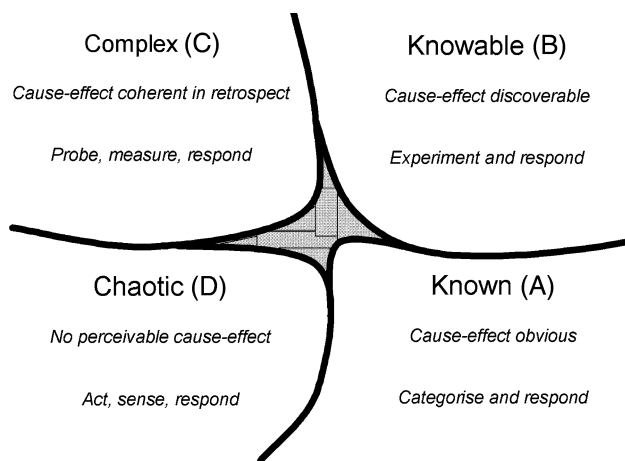 Complex (C)
Cause-effect coherent in retrospect
Probe, measure, respond
Knowable (B)
Cause-effect discoverable
Experiment and respond
Chaotic (D)
No perceivable cause-effect
Act, sense, respond
Known (A)
Cause-effect obvious
Categorise and respond